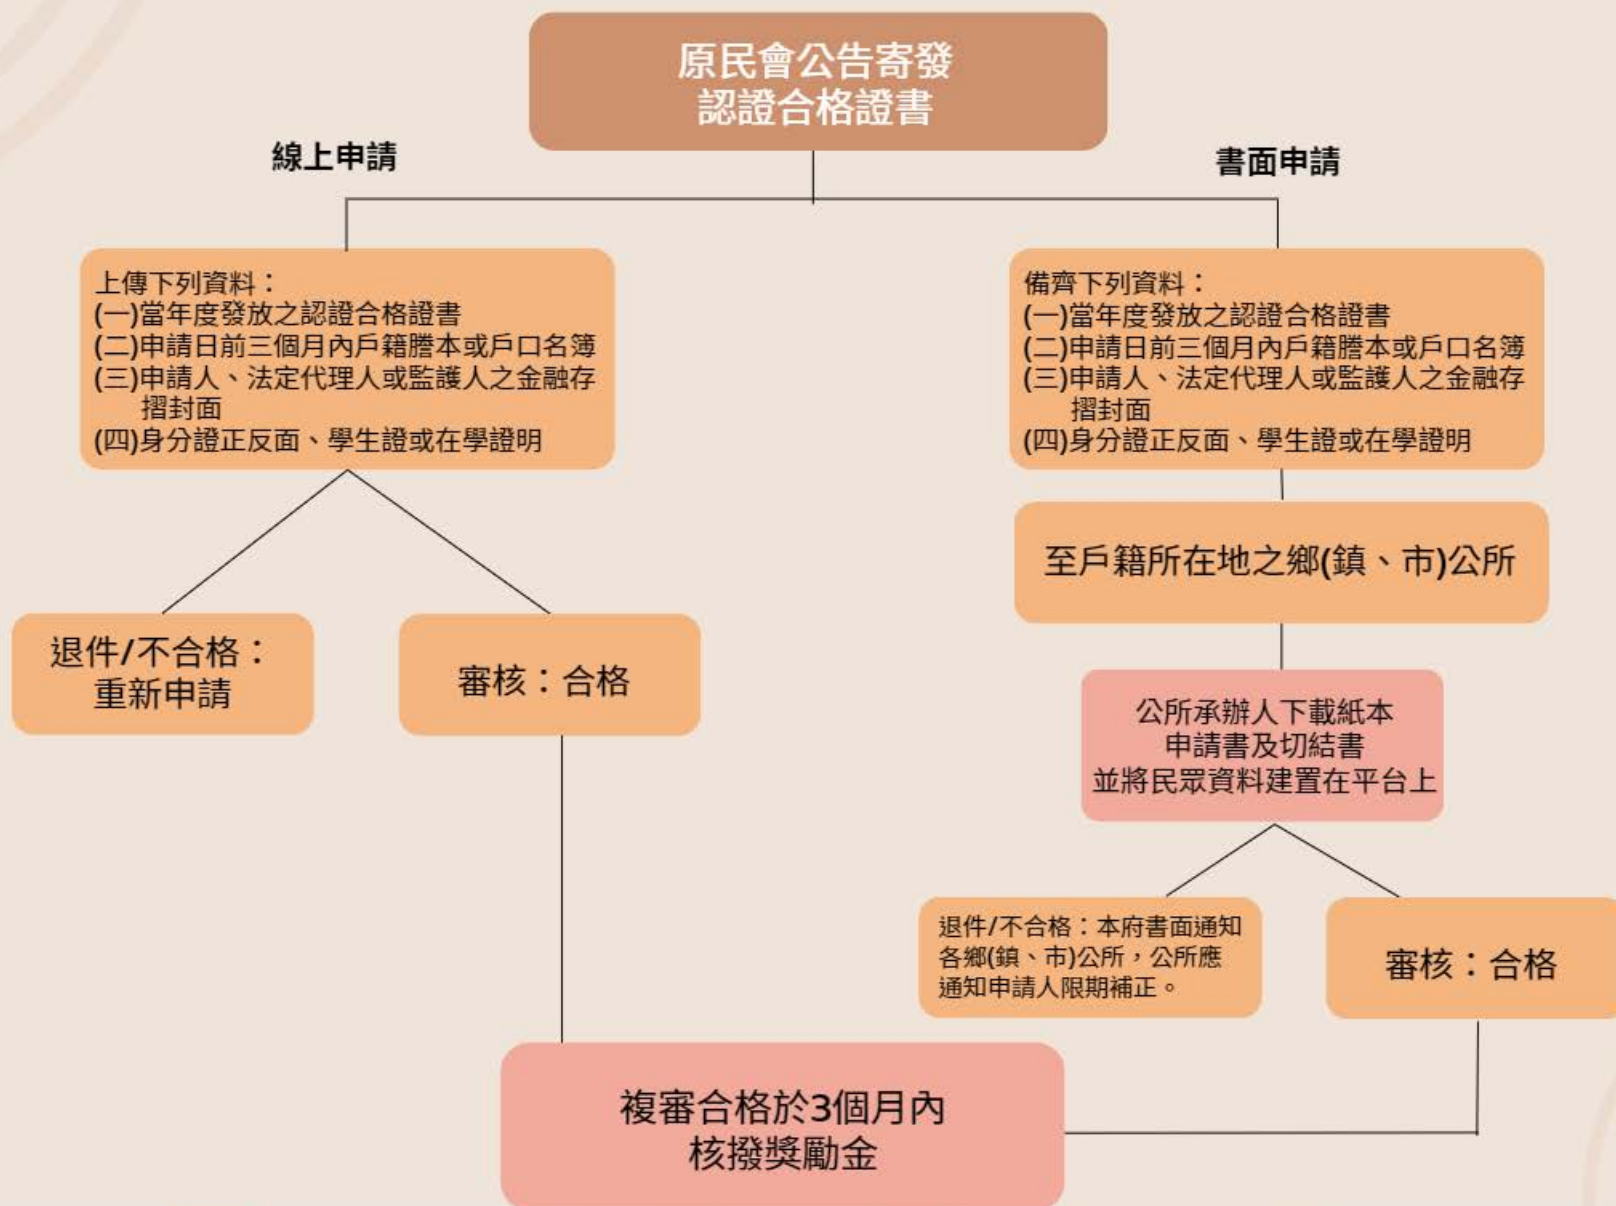 原民會公告寄發
認證合格證書
線上申請
書面申請
上傳下列資料：
(一)當年度發放之認證合格證書
(二)申請日前三個月內戶籍謄本或戶口名簿
(三)申請人、法定代理人或監護人之金融存
摺封面
(四)身分證正反面、學生證或在學證明
備齊下列資料：
(一)當年度發放之認證合格證書
(二)申請日前三個月內戶籍謄本或戶口名簿
(三)申請人、法定代理人或監護人之金融存
摺封面
(四)身分證正反面、學生證或在學證明
至戶籍所在地之鄉(鎮、市)公所
退件/不合格：
重新申請
審核：合格
公所承辦人下載紙本
申請書及切結書
並將民眾資料建置在平台上
退件/不合格：本府書面通知
各鄉(鎮、市)公所，公所應
通知申請人限期補正。
審核：合格
複審合格於3個月內
核撥獎勵金